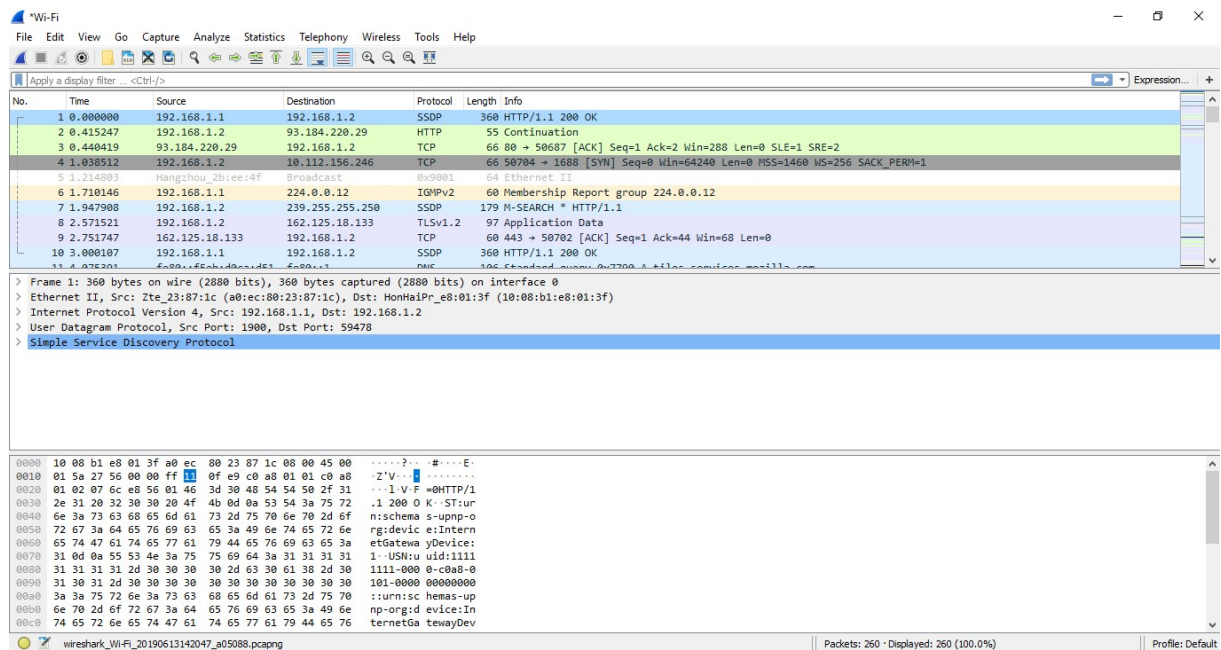 *Wi-Fi
File Edit View Go Capture Analyze Statistics Telephony Wireless Tools Help
Apply a display filter ... <Ctrl-/> Expression... +
No. Time Source Destination Protocol Length Info
1 0.000000 192.168.1.1 192.168.1.2 SSDP 360 HTTP/1.1 200 OK
2 0.415247 192.168.1.2 93.184.220.29 HTTP 55 Continuation
3 0.440419 93.184.220.29 192.168.1.2 TCP 66 80 → 50687 [ACK] Seq=1 Ack=2 Win=288 Len=0 SLE=1 SRE=2
4 1.038512 192.168.1.2 10.112.156.246 TCP 66 50704 → 1688 [SYN] Seq=0 Win=64240 Len=0 MSS=1460 WS=256 SACK_PERM=1
5 1.214803 Hangzhou_2b:ee:4f Broadcast 0x9001 64 Ethernet II
6 1.710146 192.168.1.1 224.0.0.12 IGMPv2 60 Membership Report group 224.0.0.12
7 1.947908 192.168.1.2 239.255.255.250 SSDP 179 M-SEARCH * HTTP/1.1
8 2.571521 192.168.1.2 162.125.18.133 TLSv1.2 97 Application Data
9 2.751747 162.125.18.133 192.168.1.2 TCP 60 443 → 50702 [ACK] Seq=1 Ack=44 Win=68 Len=0
10 3.000107 192.168.1.1 192.168.1.2 SSDP 360 HTTP/1.1 200 OK
> Frame 1: 360 bytes on wire (2880 bits), 360 bytes captured (2880 bits) on interface 0
> Ethernet II, Src: Zte_23:87:1c (a0:ec:80:23:87:1c), Dst: HonHaiPr_e8:01:3f (10:08:b1:e8:01:3f)
> Internet Protocol Version 4, Src: 192.168.1.1, Dst: 192.168.1.2
> User Datagram Protocol, Src Port: 1900, Dst Port: 59478
> Simple Service Discovery Protocol
0000 10 08 b1 e8 01 3f a0 ec 80 23 87 1c 08 00 45 00 ·····?·· ·#····E·
0010 01 5a 27 56 00 00 ff 11 0f e9 c0 a8 01 01 c0 a8 ·Z'V···· ········
0020 01 02 07 6c e8 56 01 46 3d 30 48 54 54 50 2f 31 ···l·V·F =0HTTP/1
0030 2e 31 20 32 30 30 20 4f 4b 0d 0a 53 54 3a 75 72 .1 200 O K··ST:ur
0040 6e 3a 73 63 68 65 6d 61 73 2d 75 70 6e 70 2d 6f n:schema s-upnp-o
0050 72 67 3a 64 65 76 69 63 65 3a 49 6e 74 65 72 6e rg:devic e:Intern
0060 65 74 47 61 74 65 77 61 79 44 65 76 69 63 65 3a etGatewa yDevice:
0070 31 0d 0a 55 53 4e 3a 75 75 69 64 3a 31 31 31 31 1··USN:u uid:1111
0080 31 31 31 31 2d 30 30 30 30 2d 63 30 61 38 2d 30 1111-000 0-c0a8-0
0090 31 30 31 2d 30 30 30 30 30 30 30 30 30 30 30 30 101-0000 00000000
00a0 3a 3a 75 72 6e 3a 73 63 68 65 6d 61 73 2d 75 70 ::urn:sc hemas-up
00b0 6e 70 2d 6f 72 67 3a 64 65 76 69 63 65 3a 49 6e np-org:d evice:In
00c0 74 65 72 6e 65 74 47 61 74 65 77 61 79 44 65 76 ternetGa tewayDev
wireshark_Wi-Fi_20190613142047_a05088.pcapng Packets: 260 · Displayed: 260 (100.0%) Profile: Default